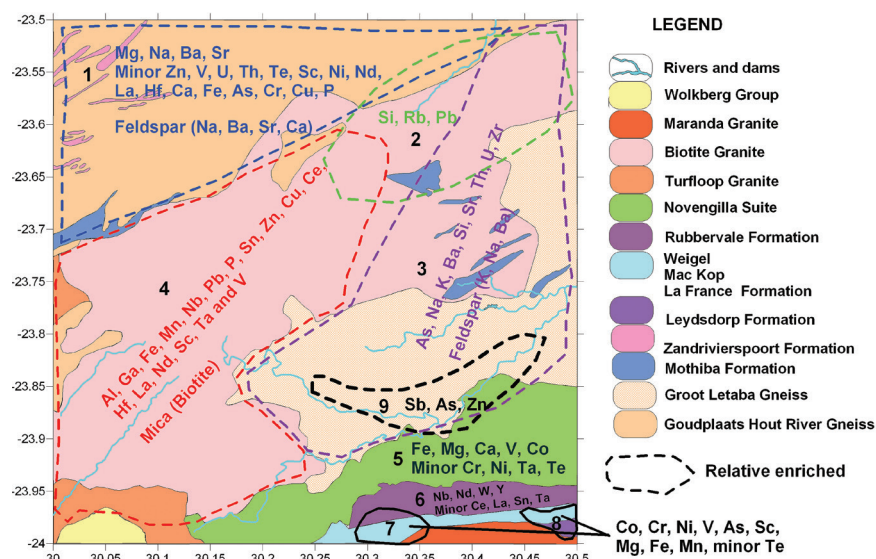 -23.5
-23.55
-23.6
-23.65
-23.7
-23.75
-23.8
-23.85
-23.9
-23.95
-24
Mg, Na, Ba, Sr
1
Minor Zn, V, U, Th, Te, Sc, Ni, Nd,
La, Hf, Ca, Fe, As, Cr, Cu, P
Feldspar (Na, Ba, Sr, Ca)
Si, Rb, Pb
2
As, Na, K, Ba, Si, Sr, Th, U, Zr
Feldspar (K, Na, Ba)
3
4
Al, Ga, Fe, Mn, Nb, Pb, P, Sn, Zn, Cu, Ce,
Hf, La, Nd, Sc, Ta and V
Mica (Biotite)
9 Sb, As, Zn
5 Fe, Mg, Ca, V, Co
Minor Cr, Ni, Ta, Te
6 Nb, Nd, W, Y
Minor Ce, La, Sn, Ta
7
8
30.05 30.1 30.15 30.2 30.25 30.3 30.35 30.4 30.45 30.5
LEGEND
Rivers and dams
Wolkberg Group
Maranda Granite
Biotite Granite
Turfloop Granite
Novengilla Suite
Rubbervale Formation
Weigel
Mac Kop
La France Formation
Leydsdorp Formation
Zandrivierspoort Formation
Mothiba Formation
Groot Letaba Gneiss
Goudplaats Hout River Gneiss
Relative enriched
Co, Cr, Ni, V, As, Sc,
Mg, Fe, Mn, minor Te